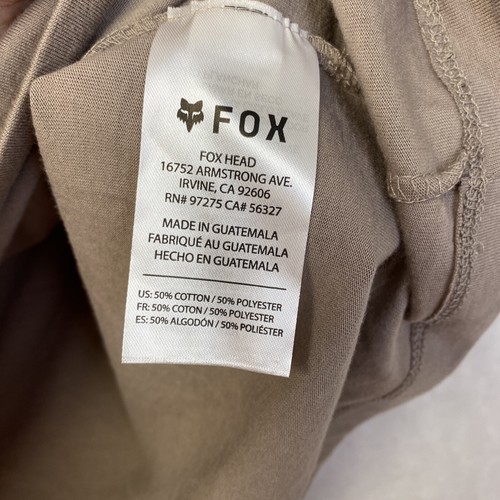 FOX
FOX HEAD
16752 ARMSTRONG AVE.
IRVINE, CA 92606
RN# 97275 CA# 56327
MADE IN GUATEMALA
FABRIQUÉ AU GUATEMALA
HECHO EN GUATEMALA
US: 50% COTTON / 50% POLYESTER
FR: 50% COTON / 50% POLYESTER
ES: 50% ALGODÓN / 50% POLIÉSTER